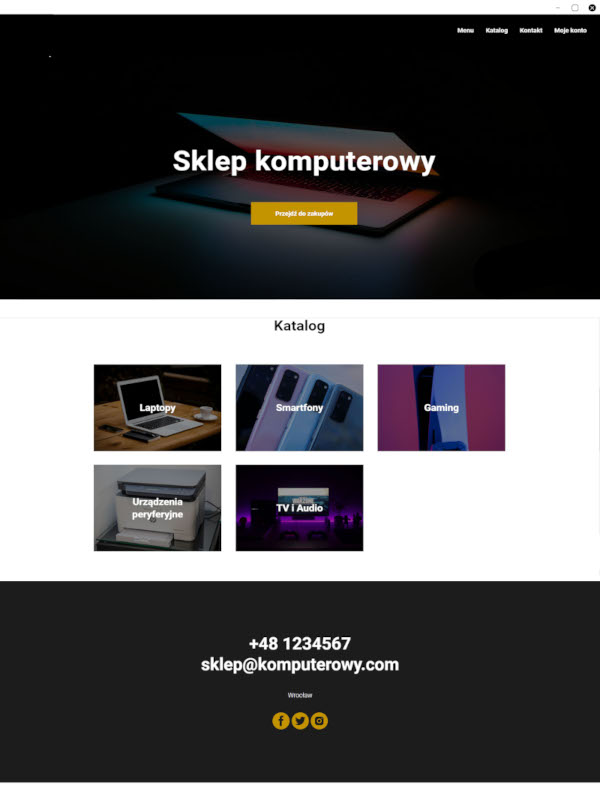 Menu Katalog Kontakt Moje konto
Sklep komputerowy
Przejdź do zakupów
Katalog
Laptopy
Smartfony
Gaming
Urządzenia
peryferyjne
TV i Audio
+48 1234567
sklep@komputerowy.com
Wrocław